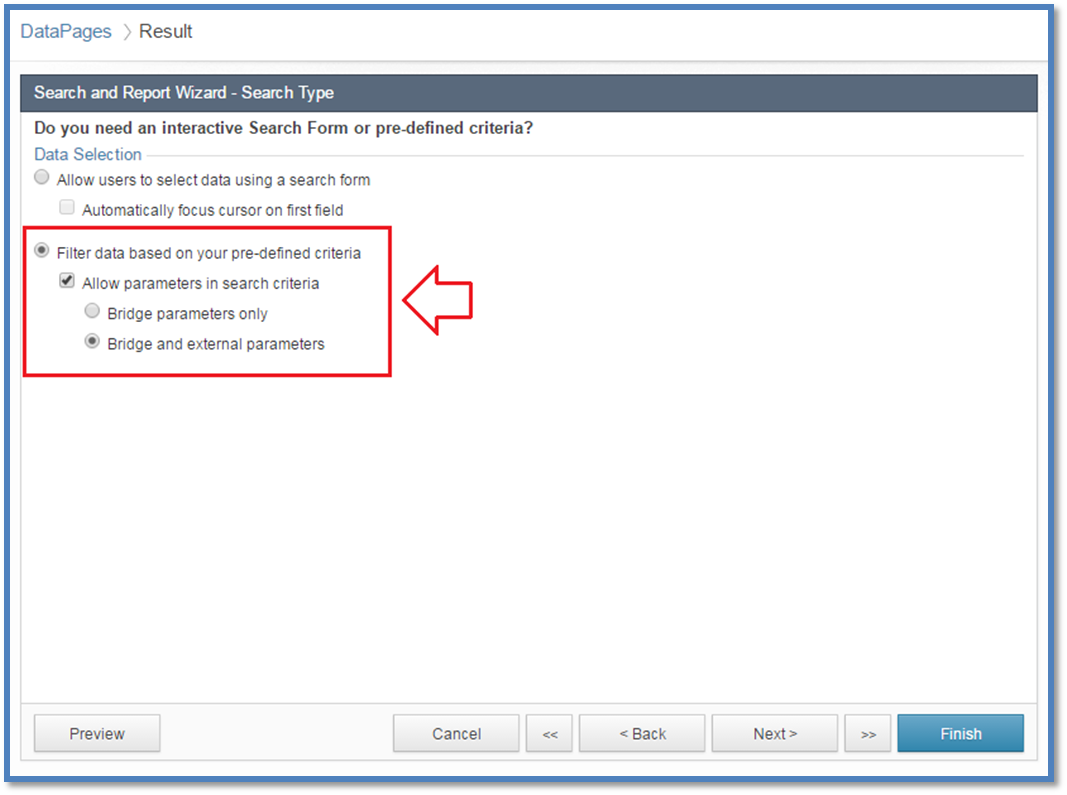 DataPages > Result
Search and Report Wizard - Search Type
Do you need an interactive Search Form or pre-defined criteria?
Data Selection
Allow users to select data using a search form
Automatically focus cursor on first field
Filter data based on your pre-defined criteria
Allow parameters in search criteria
Bridge parameters only
Bridge and external parameters
Preview Cancel << < Back Next > >> Finish